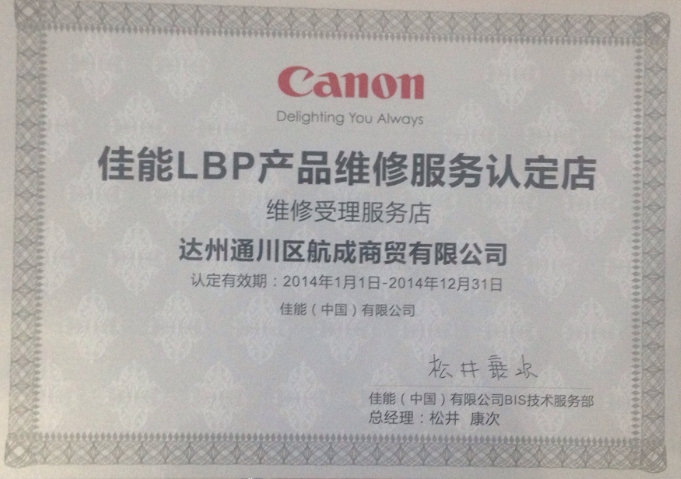 Canon
Delighting You Always
佳能LBP产品维修服务认定店
维修受理服务店
达州通川区航成商贸有限公司
认定有效期：2014年1月1日-2014年12月31日
佳能（中国）有限公司
松井康次
佳能（中国）有限公司BIS技术服务部
总经理：松井 康次